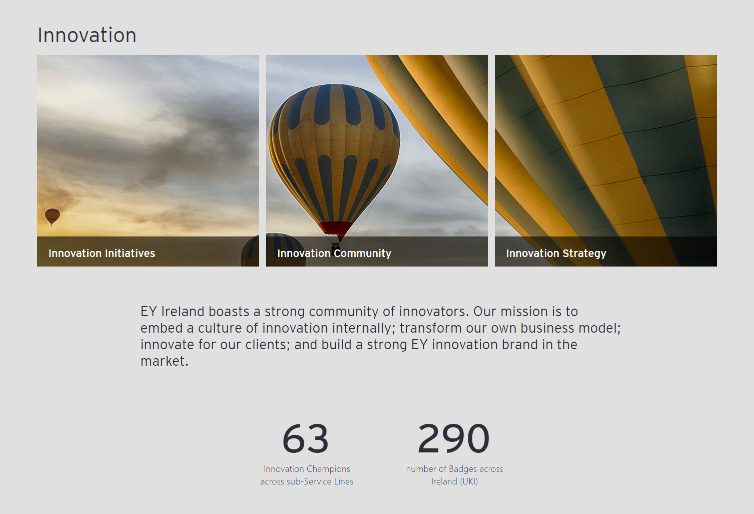 Innovation
Innovation Initiatives
Innovation Community
Innovation Strategy
EY Ireland boasts a strong community of innovators. Our mission is to
embed a culture of innovation internally; transform our own business model;
innovate for our clients; and build a strong EY innovation brand in the
market.
63
Innovation Champions
across sub-Service Lines
290
number of Badges across
Ireland (UKI)